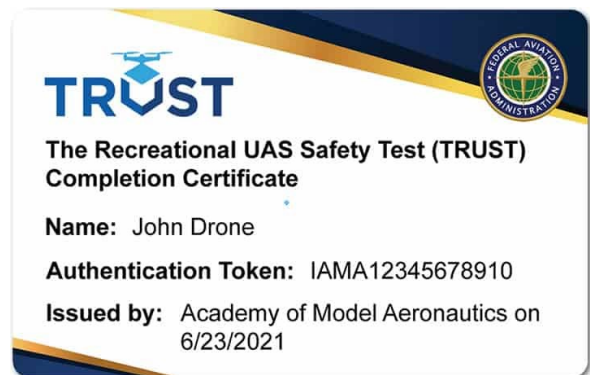 TRUST
FEDERAL AVIATION ADMINISTRATION
The Recreational UAS Safety Test (TRUST)
Completion Certificate
Name: John Drone
Authentication Token: IAMA12345678910
Issued by: Academy of Model Aeronautics on
6/23/2021